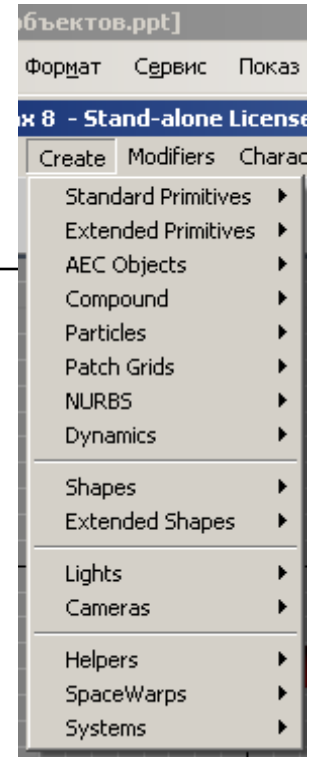 объектов.ppt]
Формат Сервис Показ
ax 8 - Stand-alone License
Create Modifiers Charac
Standard Primitives
Extended Primitives
AEC Objects
Compound
Particles
Patch Grids
NURBS
Dynamics
Shapes
Extended Shapes
Lights
Cameras
Helpers
SpaceWarps
Systems